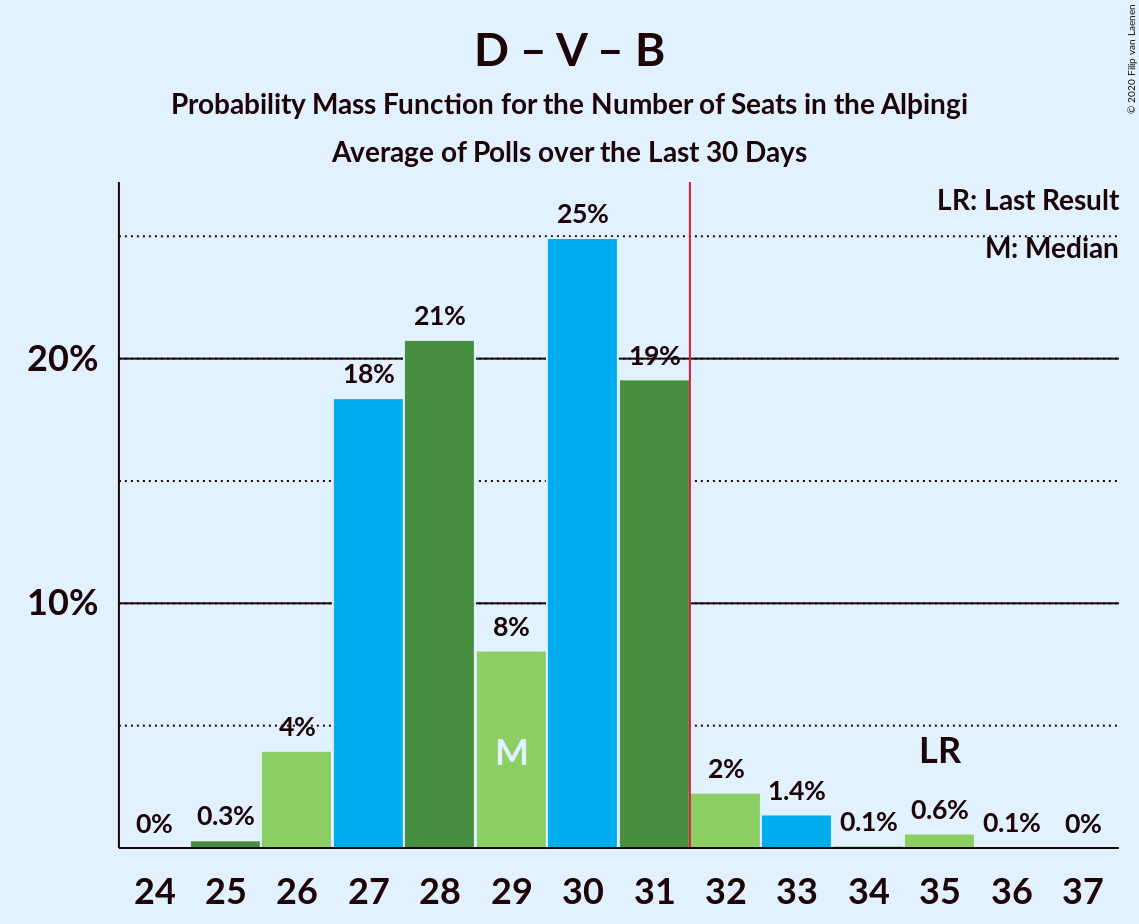 D – V – B
Probability Mass Function for the Number of Seats in the Alþingi
Average of Polls over the Last 30 Days
© 2020 Filip van Laenen
LR: Last Result
M: Median
25%
21%
20%
19%
18%
10%
8%
4%
M
LR
2%
1.4%
0%
0.3%
0.1%
0.6%
0.1%
0%
24 25 26 27 28 29 30 31 32 33 34 35 36 37